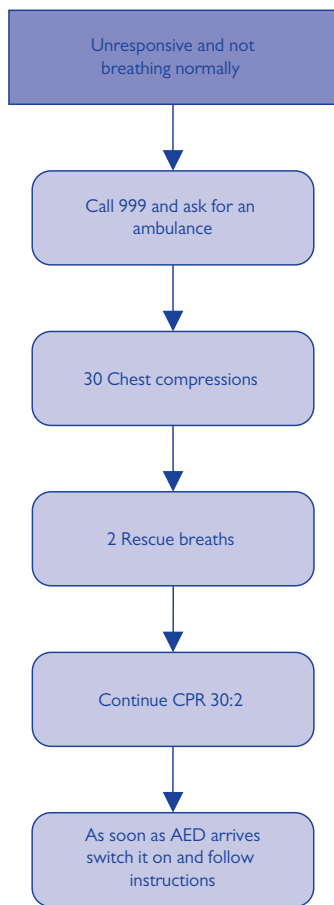 Unresponsive and not
breathing normally
Call 999 and ask for an
ambulance
30 Chest compressions
2 Rescue breaths
Continue CPR 30:2
As soon as AED arrives
switch it on and follow
instructions